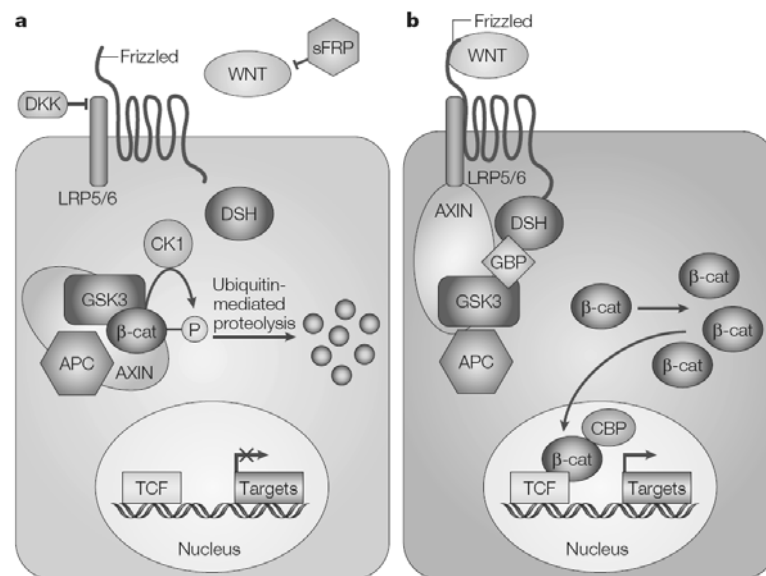 a
Frizzled
sFRP
WNT
DKK
LRP5/6
DSH
CK1
GSK3
β-cat
P
Ubiquitin-
mediated
proteolysis
APC
AXIN
TCF
Targets
Nucleus
b
Frizzled
WNT
LRP5/6
AXIN
DSH
GBP
GSK3
APC
β-cat
β-cat
β-cat
β-cat
CBP
β-cat
TCF
Targets
Nucleus